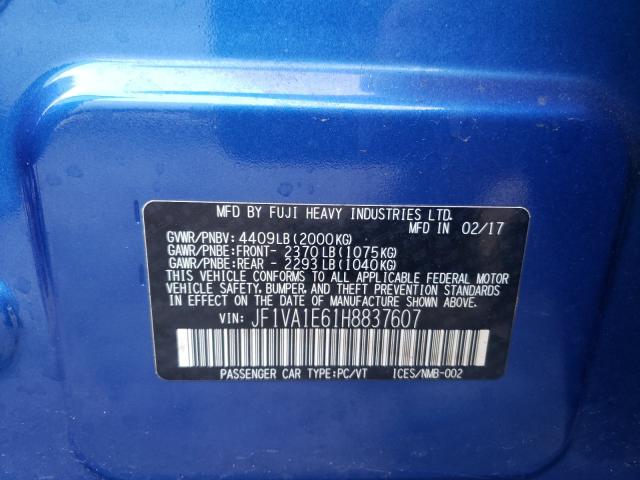 MFD BY FUJI HEAVY INDUSTRIES LTD.
MFD IN 02/17
GVWR/PNBV: 4409LB(2000KG)
GAWR/PNBE:FRONT- 2370LB(1075KG)
GAWR/PNBE:REAR - 2293LB(1040KG)
THIS VEHICLE CONFORMS TO ALL APPLICABLE FEDERAL MOTOR
VEHICLE SAFETY, BUMPER, AND THEFT PREVENTION STANDARDS
IN EFFECT ON THE DATE OF MANUFACTURE SHOWN ABOVE.
VIN: JF1VA1E61H8837607
PASSENGER CAR TYPE:PC/VT ICES/NMB-002